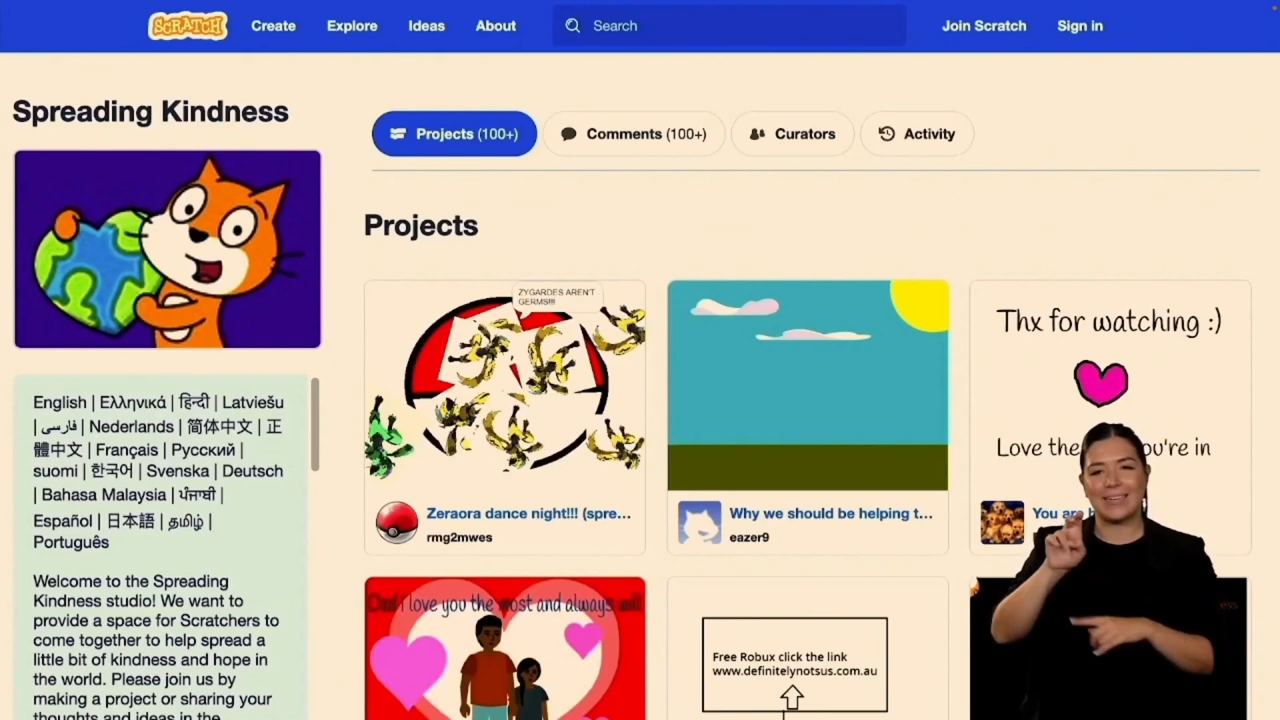 SCRATCH
Create
Explore
Ideas
About
Search
Join Scratch
Sign in
Spreading Kindness
Projects (100+)
Comments (100+)
Curators
Activity
English | Ελληνικά | हिन्दी | Latviešu
| فارسی | Nederlands | 简体中文 | 正
體中文 | Français | Русский |
suomi | 한국어 | Svenska | Deutsch
| Bahasa Malaysia | ਪੰਜਾਬੀ |
Español | 日本語 | தமிழ் |
Português
Welcome to the Spreading
Kindness studio! We want to
provide a space for Scratchers to
come together to help spread a
little bit of kindness and hope in
the world. Please join us by
making a project or sharing your
thoughts and ideas in the
Projects
ZYGARDES AREN'T
GERMS!!!!
Zeraora dance night!!! (spre...
rmg2mwes
Why we should be helping t...
eazer9
Thx for watching :)
Love the you're in
You are
Dad I love you the most and always will
Free Robux click the link
www.definitelynotsus.com.au